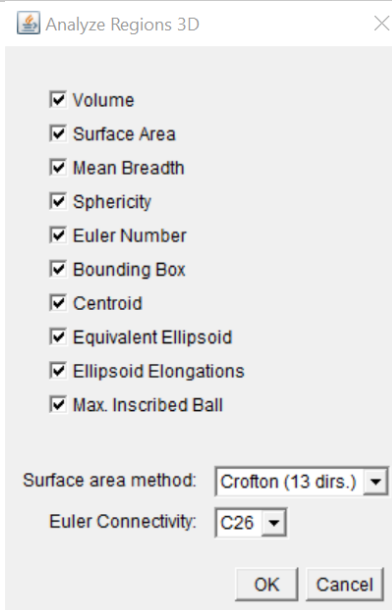 Analyze Regions 3D
Volume
Surface Area
Mean Breadth
Sphericity
Euler Number
Bounding Box
Centroid
Equivalent Ellipsoid
Ellipsoid Elongations
Max. Inscribed Ball
Surface area method: Crofton (13 dirs.)
Euler Connectivity: C26
OK Cancel